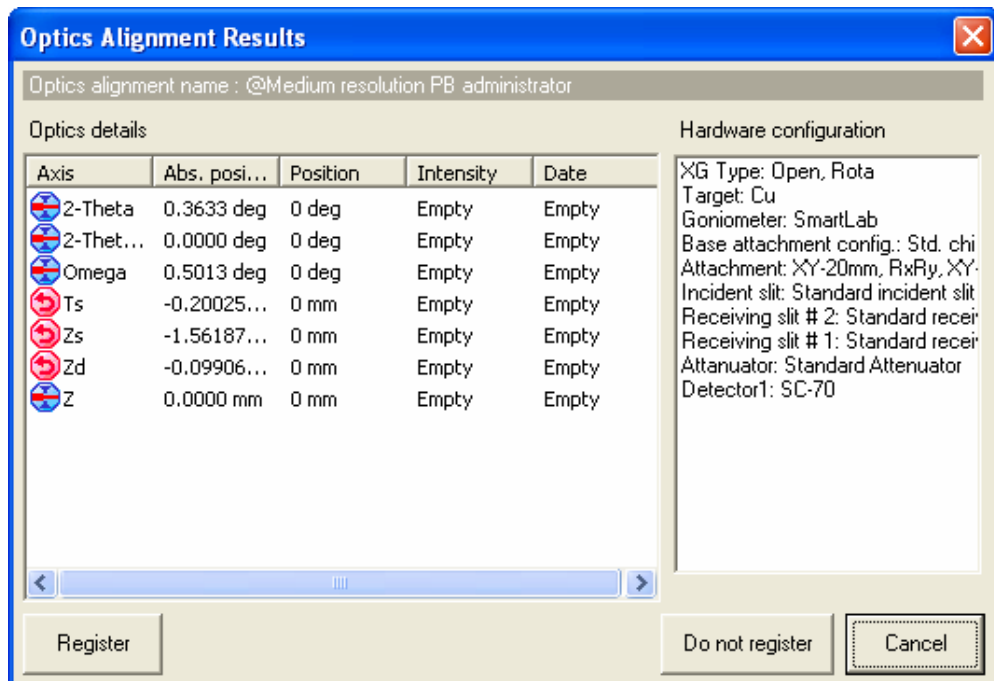 Optics Alignment Results
Optics alignment name : @Medium resolution PB administrator
Optics details
Axis Abs. posi... Position Intensity Date
2-Theta 0.3633 deg 0 deg Empty Empty
2-Thet... 0.0000 deg 0 deg Empty Empty
Omega 0.5013 deg 0 deg Empty Empty
Ts -0.20025... 0 mm Empty Empty
Zs -1.56187... 0 mm Empty Empty
Zd -0.09906... 0 mm Empty Empty
Z 0.0000 mm 0 mm Empty Empty
Hardware configuration
XG Type: Open, Rota
Target: Cu
Goniometer: SmartLab
Base attachment config.: Std. chi
Attachment: XY-20mm, RxRy, XY-
Incident slit: Standard incident slit
Receiving slit # 2: Standard recei
Receiving slit # 1: Standard recei
Attanuator: Standard Attenuator
Detector1: SC-70
Register
Do not register
Cancel